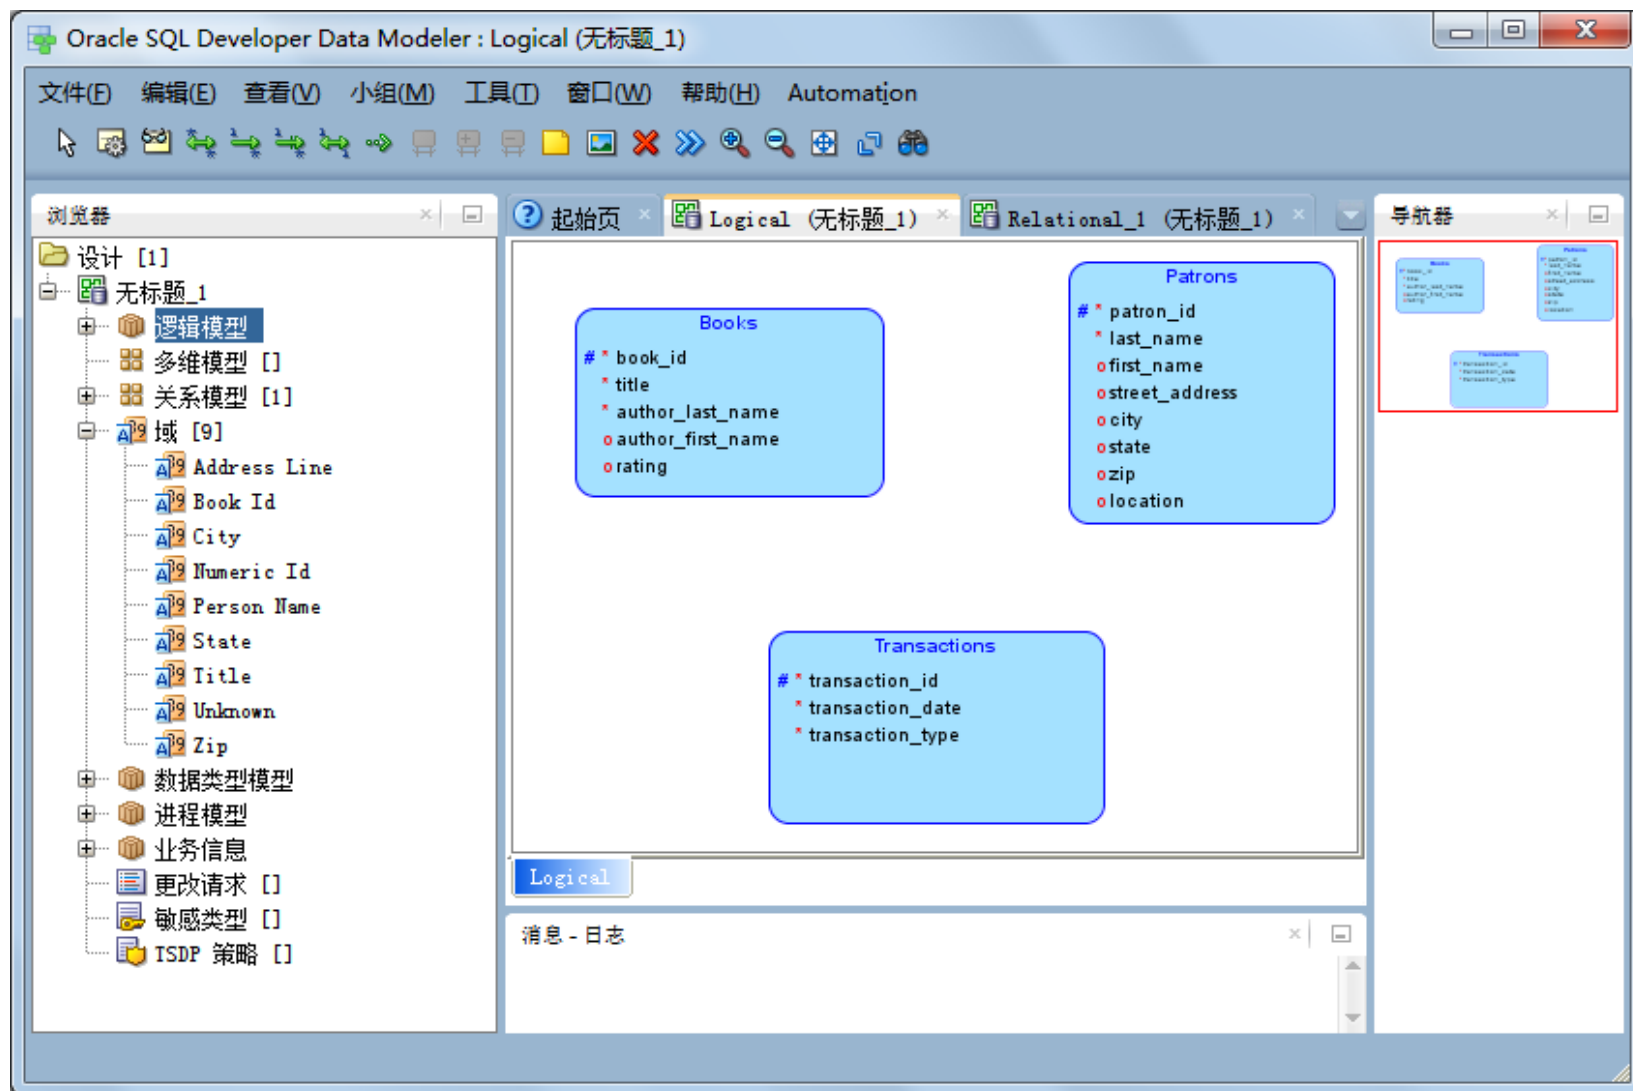 Oracle SQL Developer Data Modeler : Logical (无标题_1)
文件(F) 编辑(E) 查看(V) 小组(M) 工具(T) 窗口(W) 帮助(H) Automation
浏览器
设计 [1]
无标题_1
逻辑模型
多维模型 []
关系模型 [1]
域 [9]
Address Line
Book Id
City
Numeric Id
Person Name
State
Title
Unknown
Zip
数据类型模型
进程模型
业务信息
更改请求 []
敏感类型 []
TSDP 策略 []
起始页 Logical (无标题_1) Relational_1 (无标题_1)
Books
# * book_id
* title
* author_last_name
o author_first_name
o rating
Patrons
# * patron_id
* last_name
o first_name
o street_address
o city
o state
o zip
o location
Transactions
# * transaction_id
* transaction_date
* transaction_type
Logical
消息 - 日志
导航器